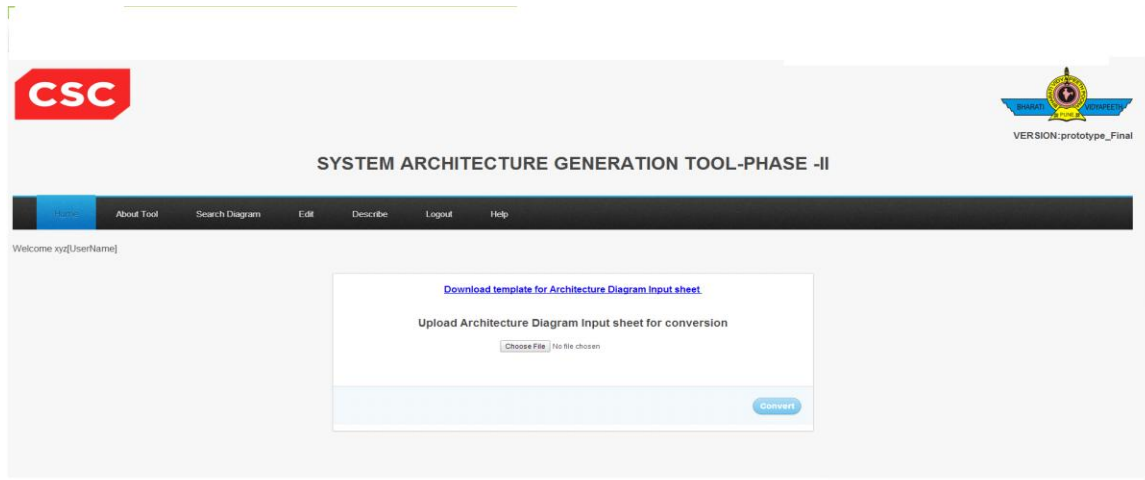 CSC
BHARATI VIDYAPEETH
PUNE
VERSION:prototype_Final
SYSTEM ARCHITECTURE GENERATION TOOL-PHASE -II
Home About Tool Search Diagram Edit Describe Logout Help
Welcome xyz[UserName]
Download template for Architecture Diagram Input sheet
Upload Architecture Diagram Input sheet for conversion
Choose File No file chosen
Convert